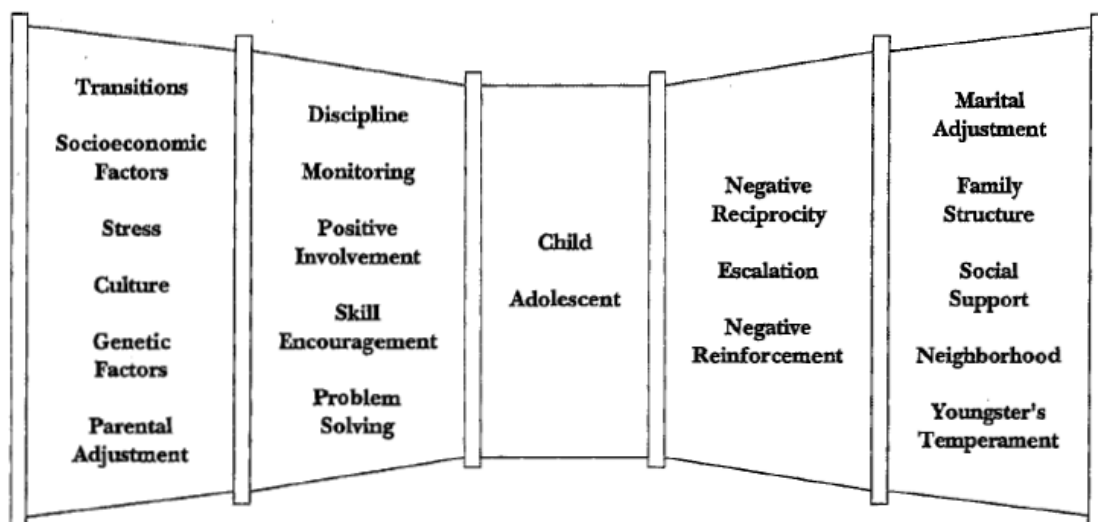 Transitions
Socioeconomic
Factors
Stress
Culture
Genetic
Factors
Parental
Adjustment
Discipline
Monitoring
Positive
Involvement
Skill
Encouragement
Problem
Solving
Child
Adolescent
Negative
Reciprocity
Escalation
Negative
Reinforcement
Marital
Adjustment
Family
Structure
Social
Support
Neighborhood
Youngster's
Temperament